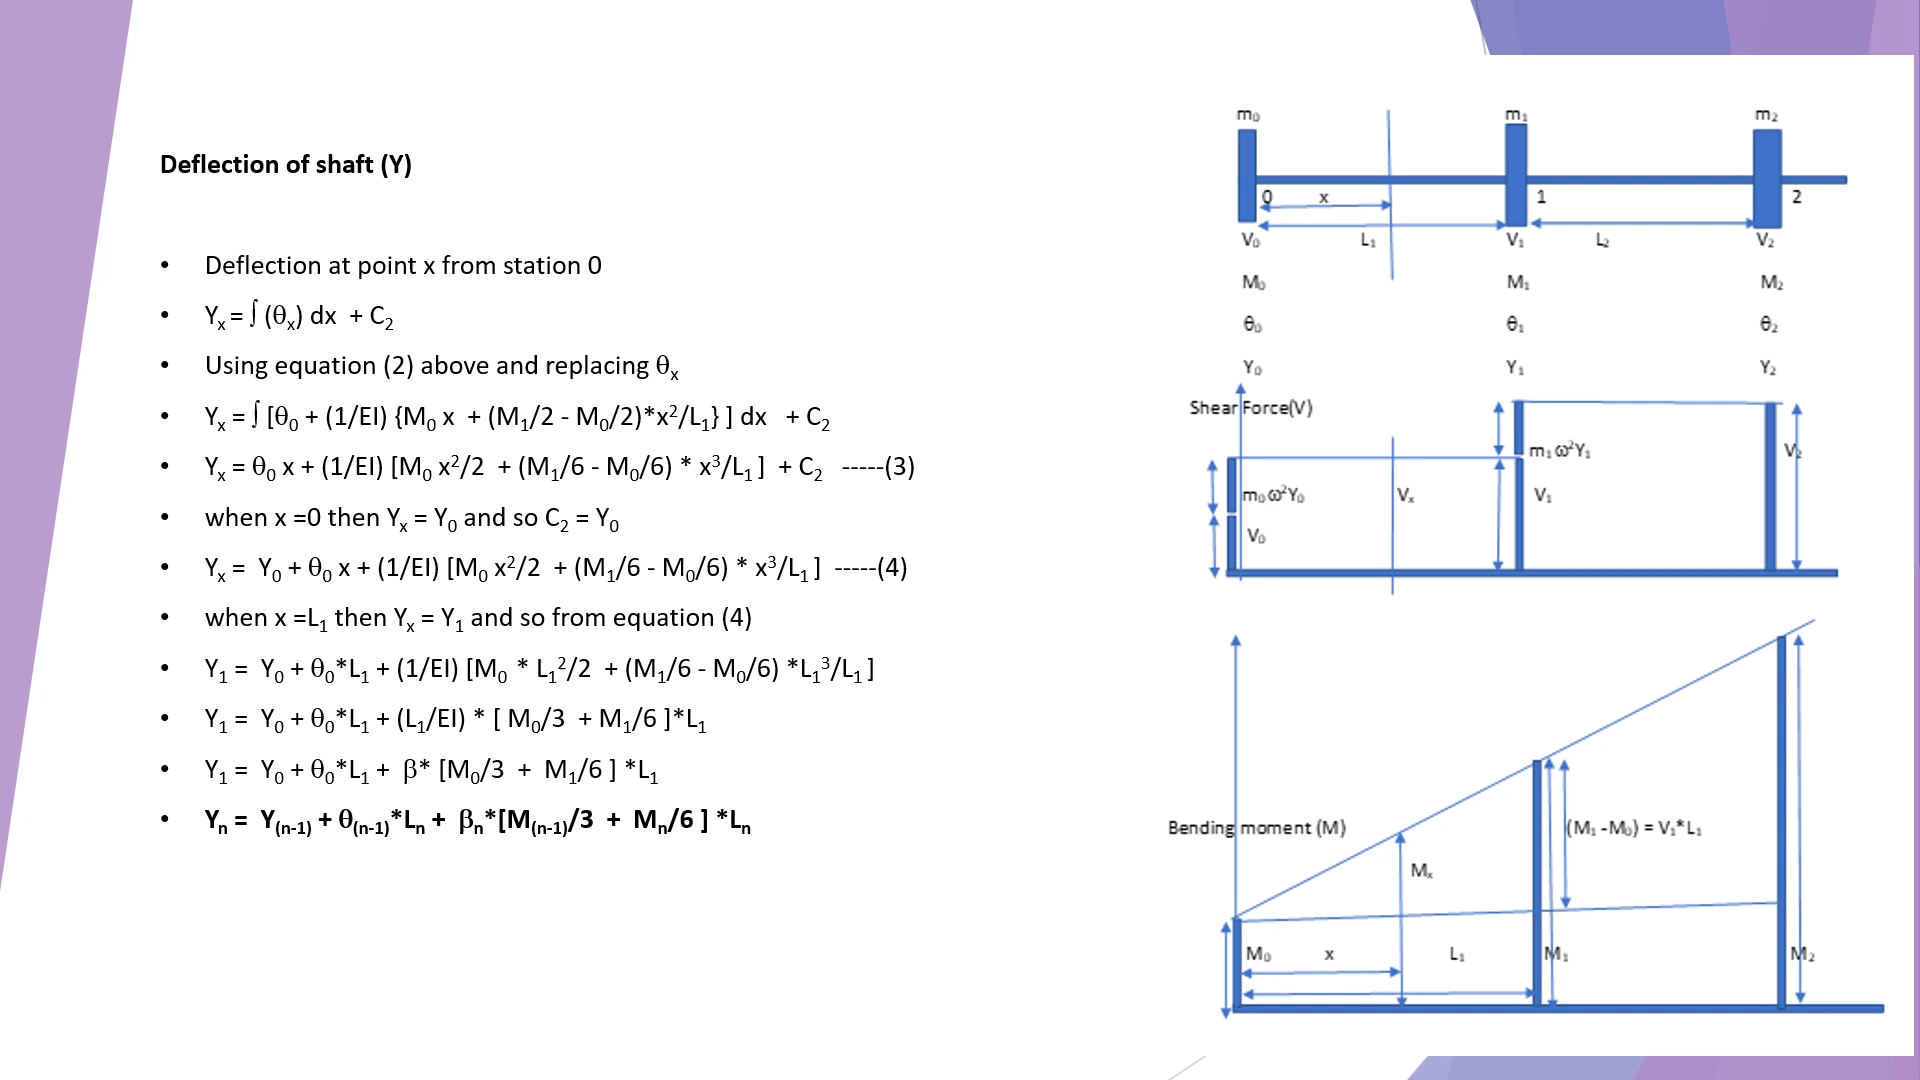 Deflection of shaft (Y)
• Deflection at point x from station 0
• Yₓ = ∫ (θₓ) dx + C₂
• Using equation (2) above and replacing θₓ
• Yₓ = ∫ [θ₀ + (1/EI) {M₀ x + (M₁/2 - M₀/2)*x²/L₁} ] dx + C₂
• Yₓ = θ₀ x + (1/EI) [M₀ x²/2 + (M₁/6 - M₀/6) * x³/L₁ ] + C₂ -----(3)
• when x =0 then Yₓ = Y₀ and so C₂ = Y₀
• Yₓ = Y₀ + θ₀ x + (1/EI) [M₀ x²/2 + (M₁/6 - M₀/6) * x³/L₁ ] -----(4)
• when x =L₁ then Yₓ = Y₁ and so from equation (4)
• Y₁ = Y₀ + θ₀*L₁ + (1/EI) [M₀ * L₁²/2 + (M₁/6 - M₀/6) *L₁³/L₁ ]
• Y₁ = Y₀ + θ₀*L₁ + (L₁/EI) * [ M₀/3 + M₁/6 ]*L₁
• Y₁ = Y₀ + θ₀*L₁ + β* [M₀/3 + M₁/6 ] *L₁
• Yₙ = Y₍ₙ₋₁₎ + θ₍ₙ₋₁₎*Lₙ + βₙ*[M₍ₙ₋₁₎/3 + Mₙ/6 ] *Lₙ
m₀ m₁ m₂
0 x 1 2
V₀ L₁ V₁ L₂ V₂
M₀ M₁ M₂
θ₀ θ₁ θ₂
Y₀ Y₁ Y₂
Shear Force(V)
m₁ω²Y₁ V₂
m₀ω²Y₀ Vₓ V₁
V₀
Bending moment (M) (M₁ -M₀) = V₁*L₁
Mₓ
M₀ x L₁ M₁ M₂